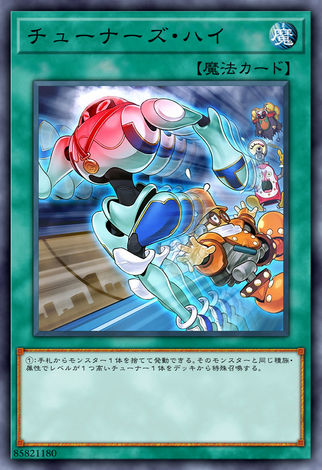 チューナーズ・ハイ
魔
【魔法カード】
①:手札からモンスター1体を捨てて発動できる。そのモンスターと同じ種族・
属性でレベルが1つ高いチューナー1体をデッキから特殊召喚する。
85821180